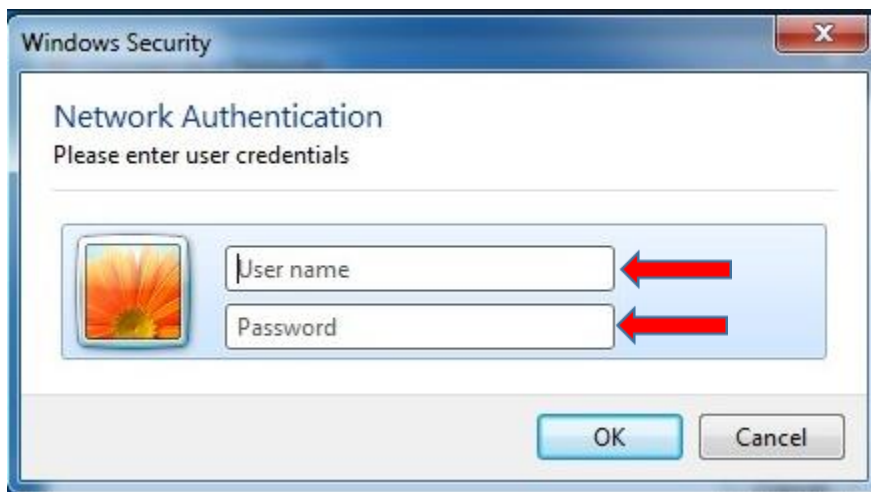 Windows Security
Network Authentication
Please enter user credentials
User name
Password
OK Cancel